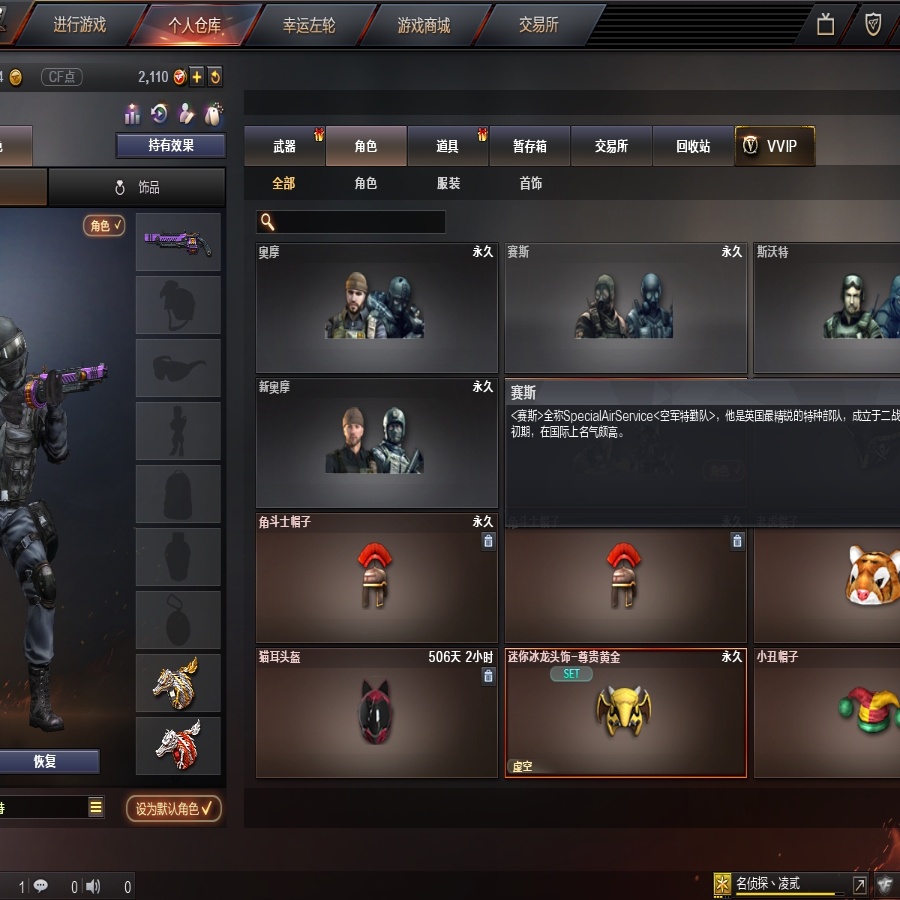 进行游戏
个人仓库
幸运左轮
游戏商城
交易所
4
CF点
2,110
持有效果
武器
角色
道具
暂存箱
交易所
回收站
VVIP
饰品
全部
角色
服装
首饰
角色
奥摩
永久
赛斯
永久
斯沃特
新奥摩
永久
赛斯
<赛斯>全称SpecialAirService<空军特勤队>，他是英国最精锐的特种部队，成立于二战
初期，在国际上名气颇高。
角斗士帽子
永久
猫耳头盔
506天 2小时
迷你冰龙头饰-尊贵黄金
永久
SET
虚空
小丑帽子
恢复
设为默认角色
1
0
0
名侦探、凌贰